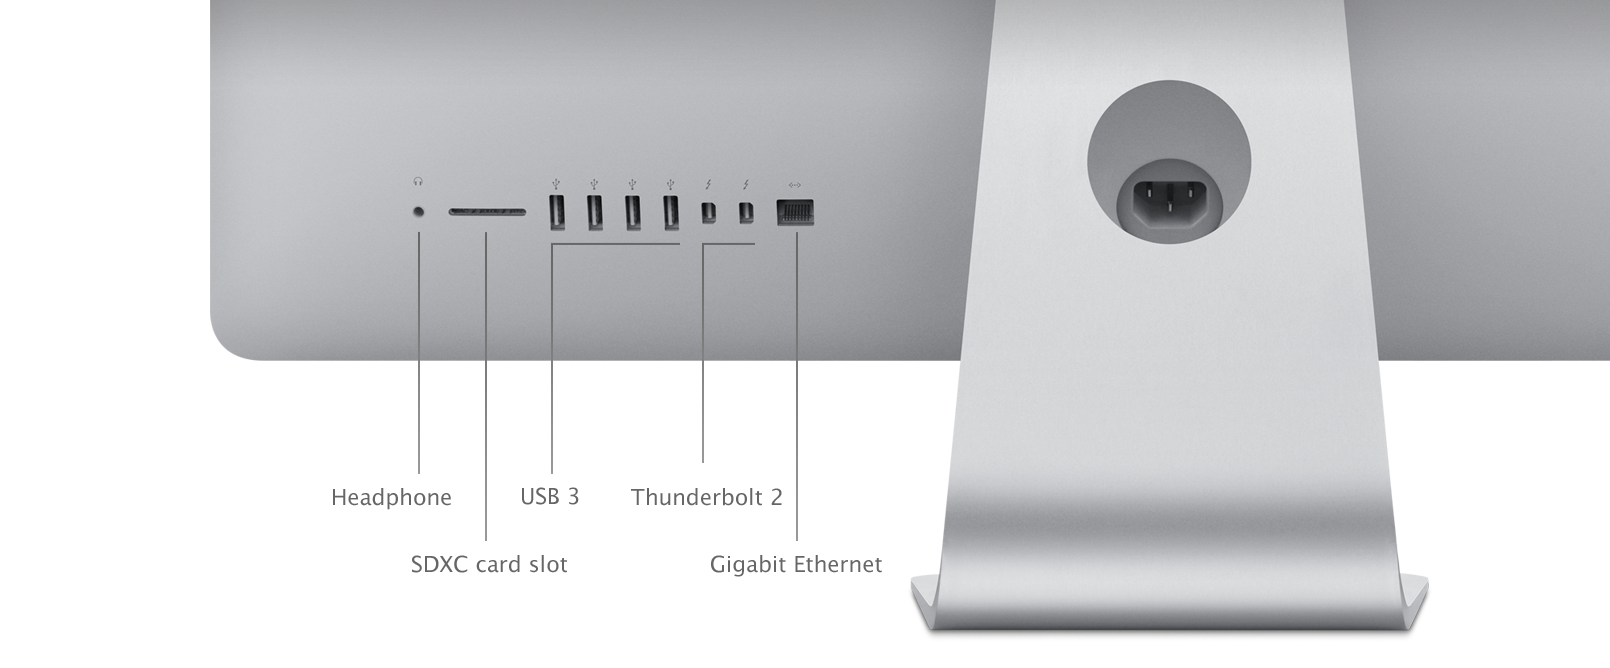 Headphone
SDXC card slot
USB 3
Thunderbolt 2
Gigabit Ethernet